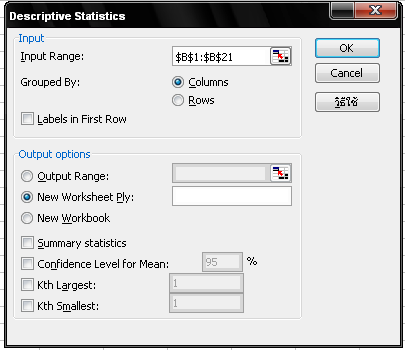 Descriptive Statistics
Input
Input Range: $B$1:$B$21
Grouped By: Columns
Rows
Labels in First Row
OK
Cancel
วิธีใช้
Output options
Output Range:
New Worksheet Ply:
New Workbook
Summary statistics
Confidence Level for Mean: 95 %
Kth Largest: 1
Kth Smallest: 1